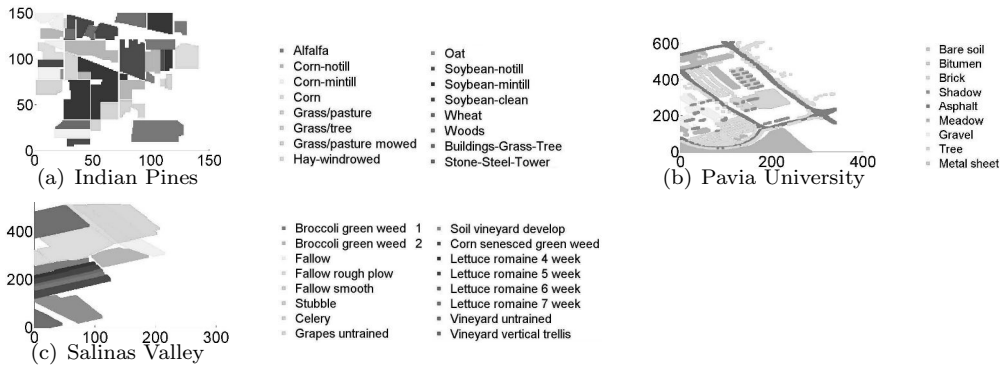 150
100
50
0
0 50 100 150
Alfalfa
Corn-notill
Corn-mintill
Corn
Grass/pasture
Grass/tree
Grass/pasture mowed
Hay-windrowed
Oat
Soybean-notill
Soybean-mintill
Soybean-clean
Wheat
Woods
Buildings-Grass-Tree
Stone-Steel-Tower
(a) Indian Pines
600
400
200
0
0 200 400
Bare soil
Bitumen
Brick
Shadow
Asphalt
Meadow
Gravel
Tree
Metal sheet
(b) Pavia University
400
200
0
0 100 200 300
Broccoli green weed 1
Broccoli green weed 2
Fallow
Fallow rough plow
Fallow smooth
Stubble
Celery
Grapes untrained
Soil vineyard develop
Corn senesced green weed
Lettuce romaine 4 week
Lettuce romaine 5 week
Lettuce romaine 6 week
Lettuce romaine 7 week
Vineyard untrained
Vineyard vertical trellis
(c) Salinas Valley